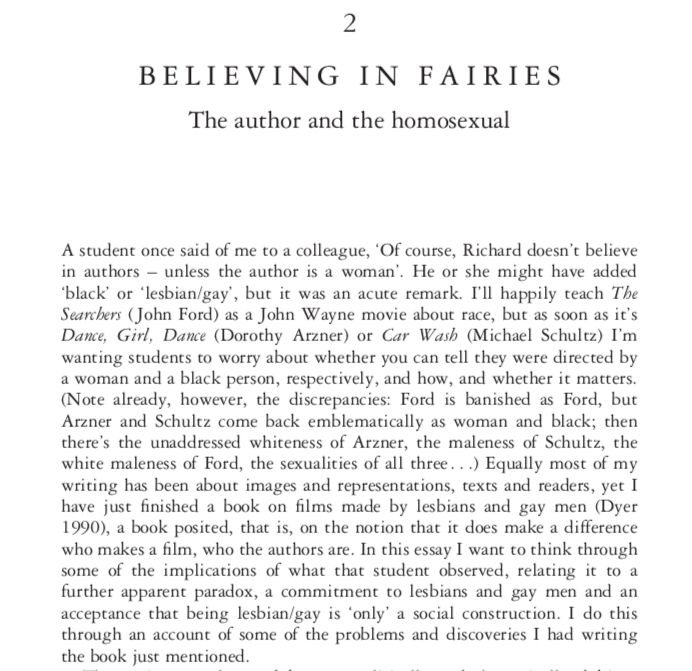 2
BELIEVING IN FAIRIES
The author and the homosexual
A student once said of me to a colleague, ‘Of course, Richard doesn’t believe
in authors – unless the author is a woman’. He or she might have added
‘black’ or ‘lesbian/gay’, but it was an acute remark. I’ll happily teach The
Searchers (John Ford) as a John Wayne movie about race, but as soon as it’s
Dance, Girl, Dance (Dorothy Arzner) or Car Wash (Michael Schultz) I’m
wanting students to worry about whether you can tell they were directed by
a woman and a black person, respectively, and how, and whether it matters.
(Note already, however, the discrepancies: Ford is banished as Ford, but
Arzner and Schultz come back emblematically as woman and black; then
there’s the unaddressed whiteness of Arzner, the maleness of Schultz, the
white maleness of Ford, the sexualities of all three . . .) Equally most of my
writing has been about images and representations, texts and readers, yet I
have just finished a book on films made by lesbians and gay men (Dyer
1990), a book posited, that is, on the notion that it does make a difference
who makes a film, who the authors are. In this essay I want to think through
some of the implications of what that student observed, relating it to a
further apparent paradox, a commitment to lesbians and gay men and an
acceptance that being lesbian/gay is ‘only’ a social construction. I do this
through an account of some of the problems and discoveries I had writing
the book just mentioned.